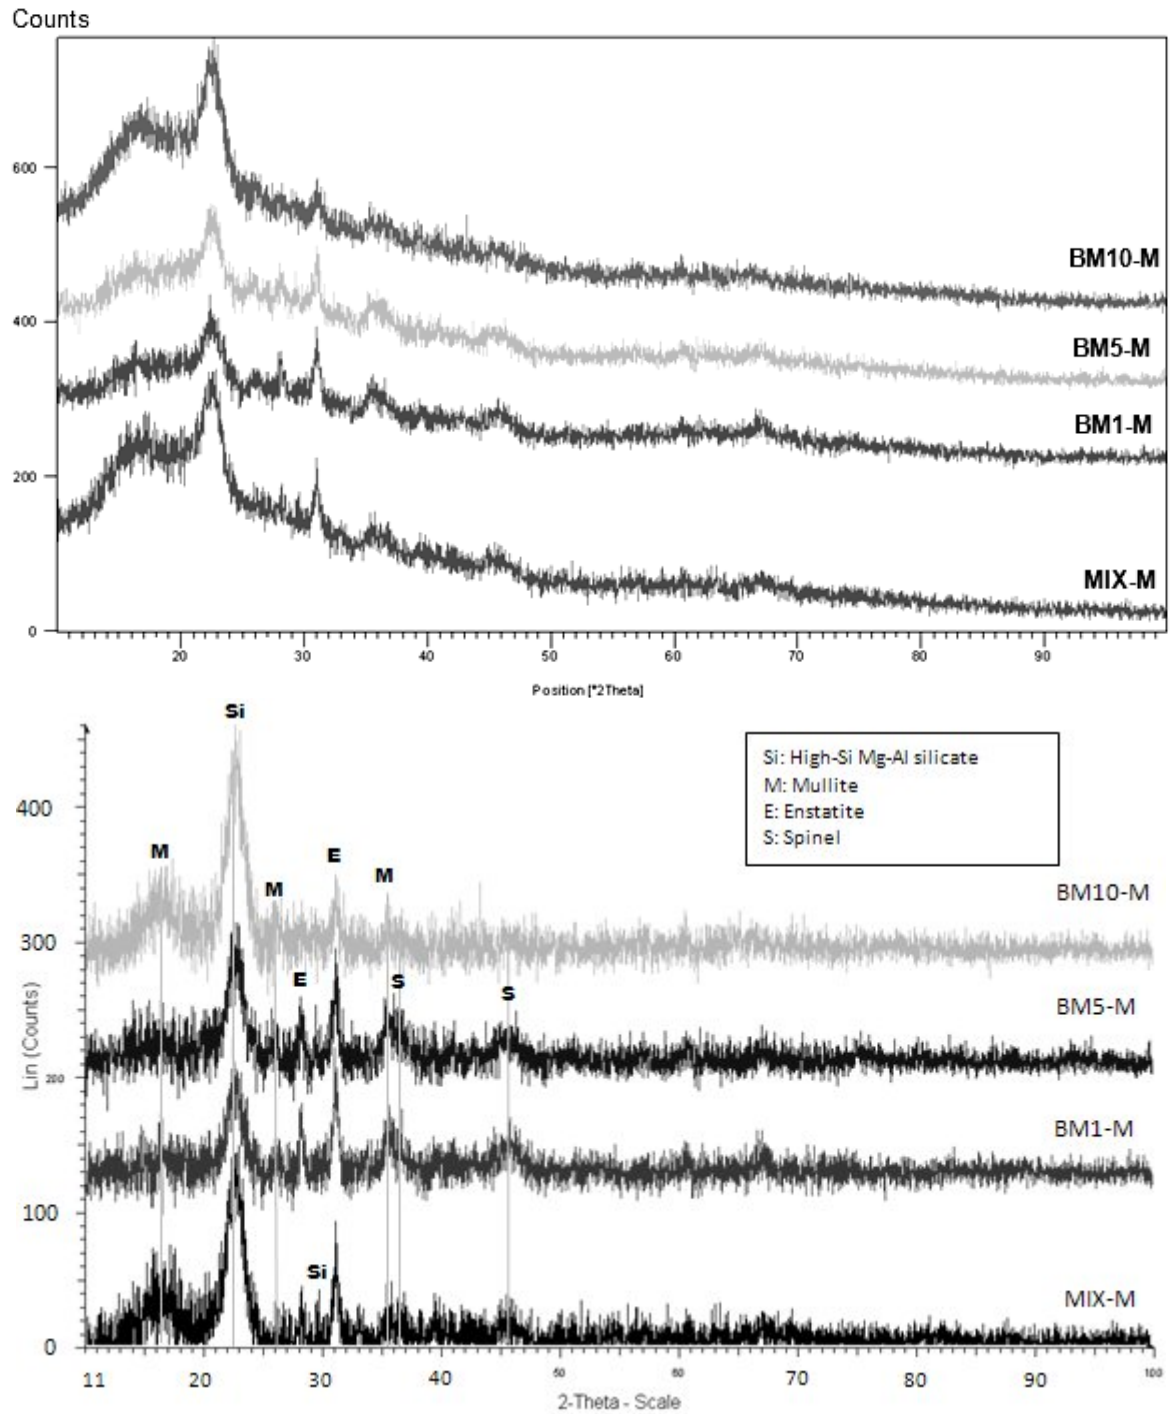 Counts
600
BM10-M
400
BM5-M
BM1-M
200
MIX-M
0
20 30 40 50 60 70 80 90
Position [°2Theta]
Si
Si: High-Si Mg-Al silicate
M: Mullite
E: Enstatite
S: Spinel
400
M
E
M
M
BM10-M
300
E
S
S
BM5-M
Lin (Counts)
200
BM1-M
100
Si
MIX-M
0
11 20 30 40 50 60 70 80 90 100
2-Theta - Scale